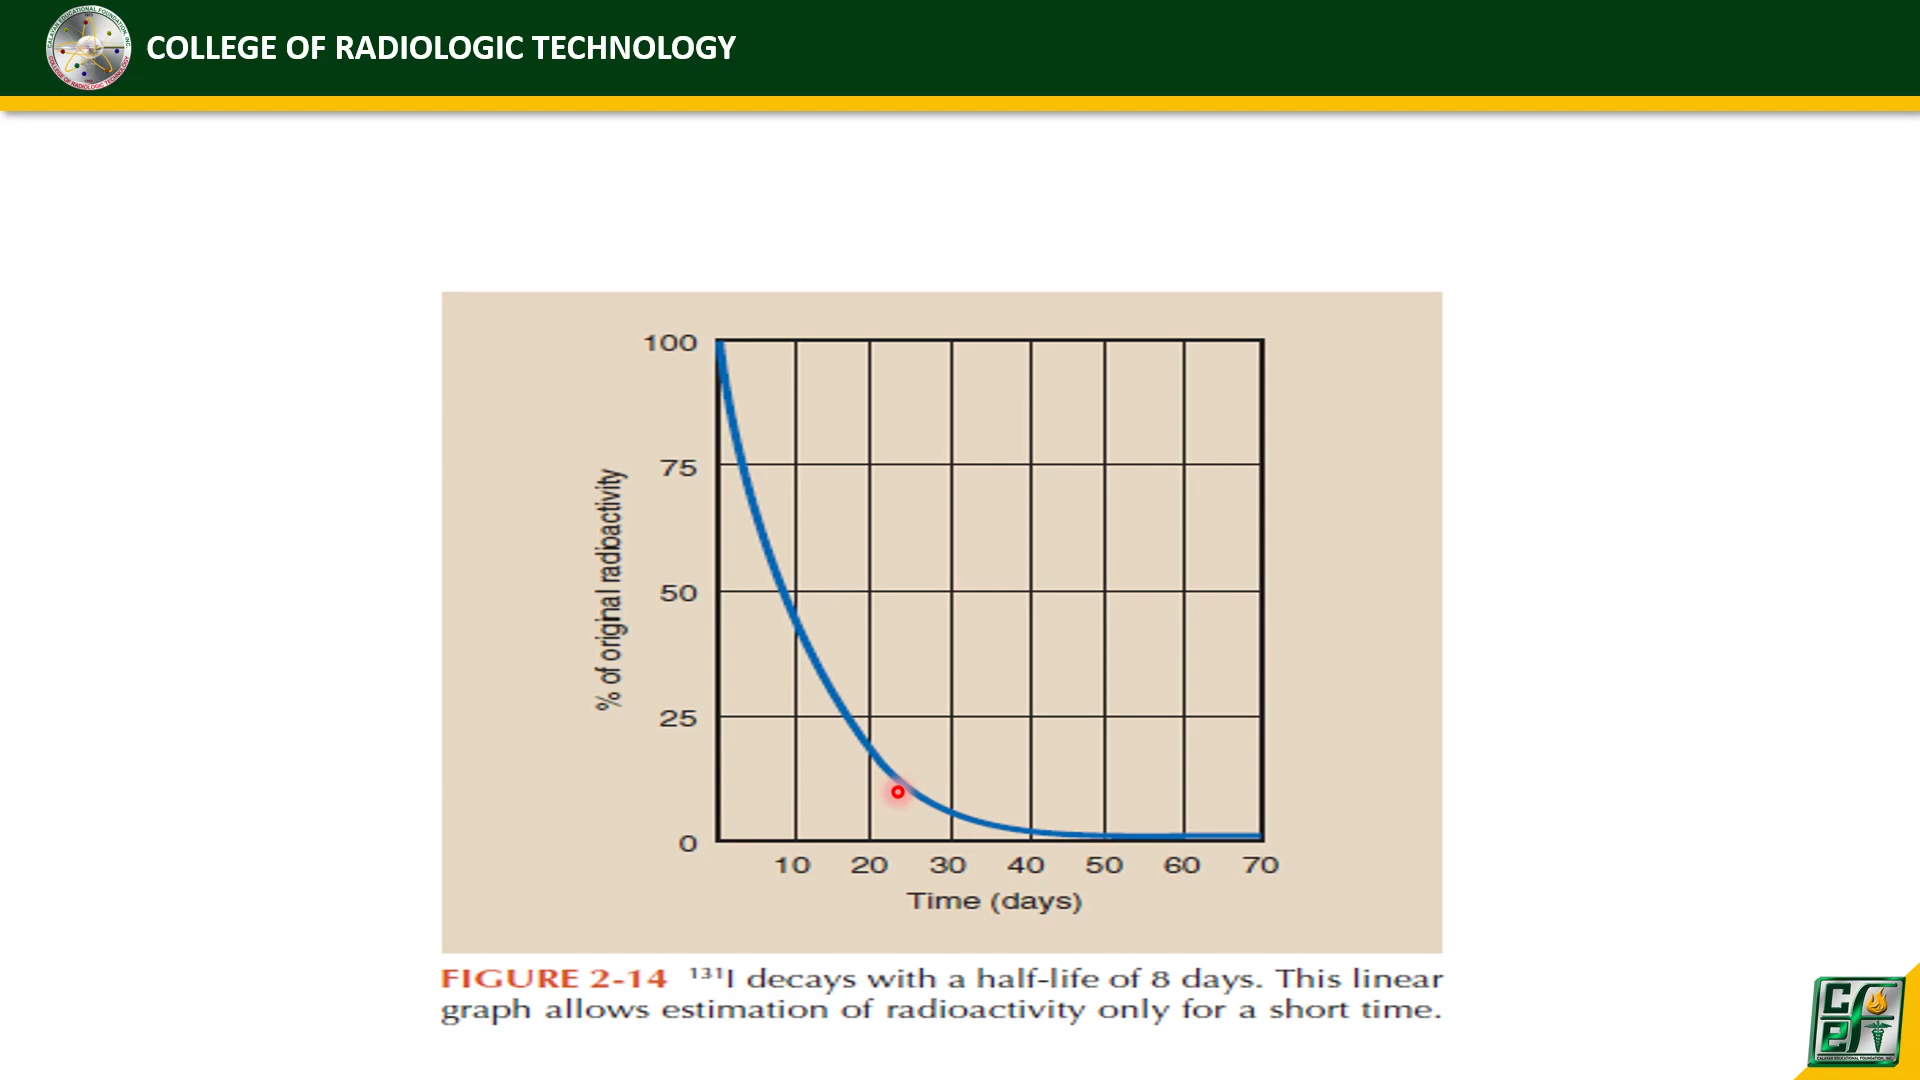 COLLEGE OF RADIOLOGIC TECHNOLOGY
100
75
50
25
0
% of original radioactivity
10 20 30 40 50 60 70
Time (days)
FIGURE 2-14 ¹³¹I decays with a half-life of 8 days. This linear
graph allows estimation of radioactivity only for a short time.